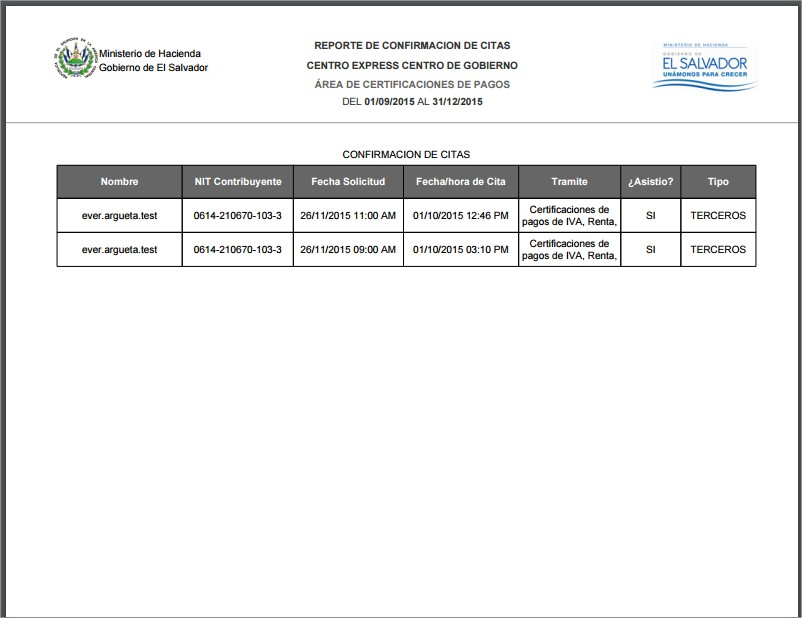 Ministerio de Hacienda
Gobierno de El Salvador
REPORTE DE CONFIRMACION DE CITAS
CENTRO EXPRESS CENTRO DE GOBIERNO
ÁREA DE CERTIFICACIONES DE PAGOS
DEL 01/09/2015 AL 31/12/2015
MINISTERIO DE HACIENDA
GOBIERNO DE
EL SALVADOR
UNÁMONOS PARA CRECER
CONFIRMACION DE CITAS
Nombre NIT Contribuyente Fecha Solicitud Fecha/hora de Cita Tramite ¿Asistio? Tipo
ever.argueta.test 0614-210670-103-3 26/11/2015 11:00 AM 01/10/2015 12:46 PM Certificaciones de
pagos de IVA, Renta, SI TERCEROS
ever.argueta.test 0614-210670-103-3 26/11/2015 09:00 AM 01/10/2015 03:10 PM Certificaciones de
pagos de IVA, Renta, SI TERCEROS